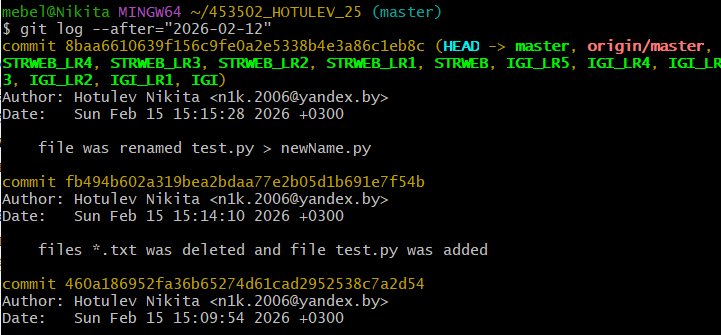 mebel@Nikita MINGW64 ~/453502_HOTULEV_25 (master)
$ git log --after="2026-02-12"
commit 8baa6610639f156c9fe0a2e5338b4e3a86c1eb8c (HEAD -> master, origin/master,
STRWEB_LR4, STRWEB_LR3, STRWEB_LR2, STRWEB_LR1, STRWEB, IGI_LR5, IGI_LR4, IGI_LR
3, IGI_LR2, IGI_LR1, IGI)
Author: Hotulev Nikita <n1k.2006@yandex.by>
Date:   Sun Feb 15 15:15:28 2026 +0300
    file was renamed test.py > newName.py
commit fb494b602a319bea2bdaa77e2b05d1b691e7f54b
Author: Hotulev Nikita <n1k.2006@yandex.by>
Date:   Sun Feb 15 15:14:10 2026 +0300
    files *.txt was deleted and file test.py was added
commit 460a186952fa36b65274d61cad2952538c7a2d54
Author: Hotulev Nikita <n1k.2006@yandex.by>
Date:   Sun Feb 15 15:09:54 2026 +0300